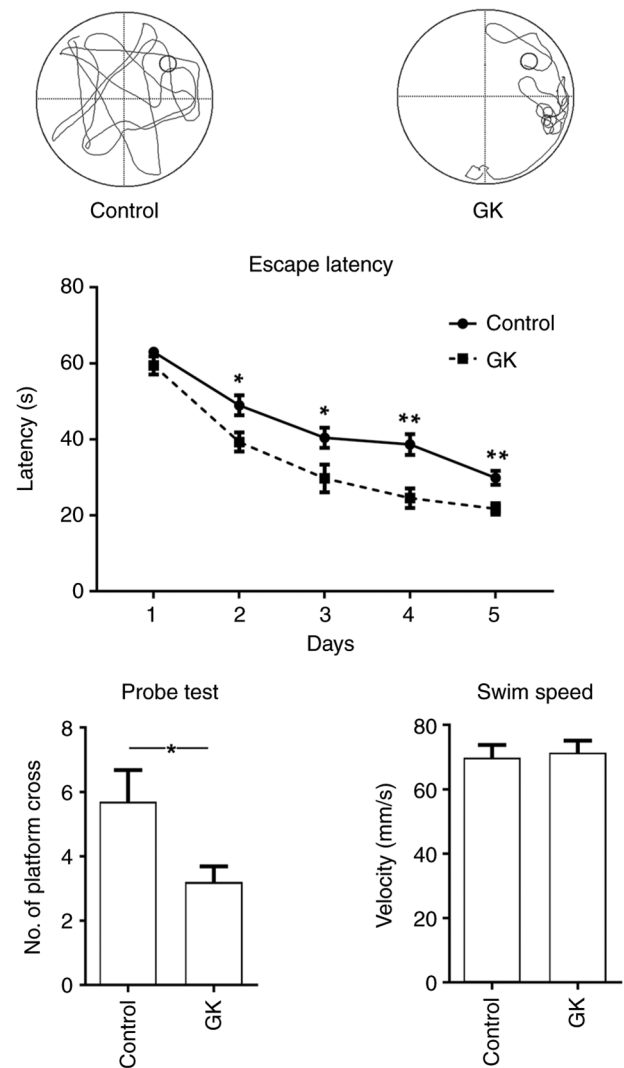 Control
GK
Escape latency
80
60
40
20
0
Latency (s)
Control
GK
*
*
**
**
1 2 3 4 5
Days
Probe test
8
6
4
2
0
No. of platform cross
*
Control
GK
Swim speed
80
60
40
20
0
Velocity (mm/s)
Control
GK